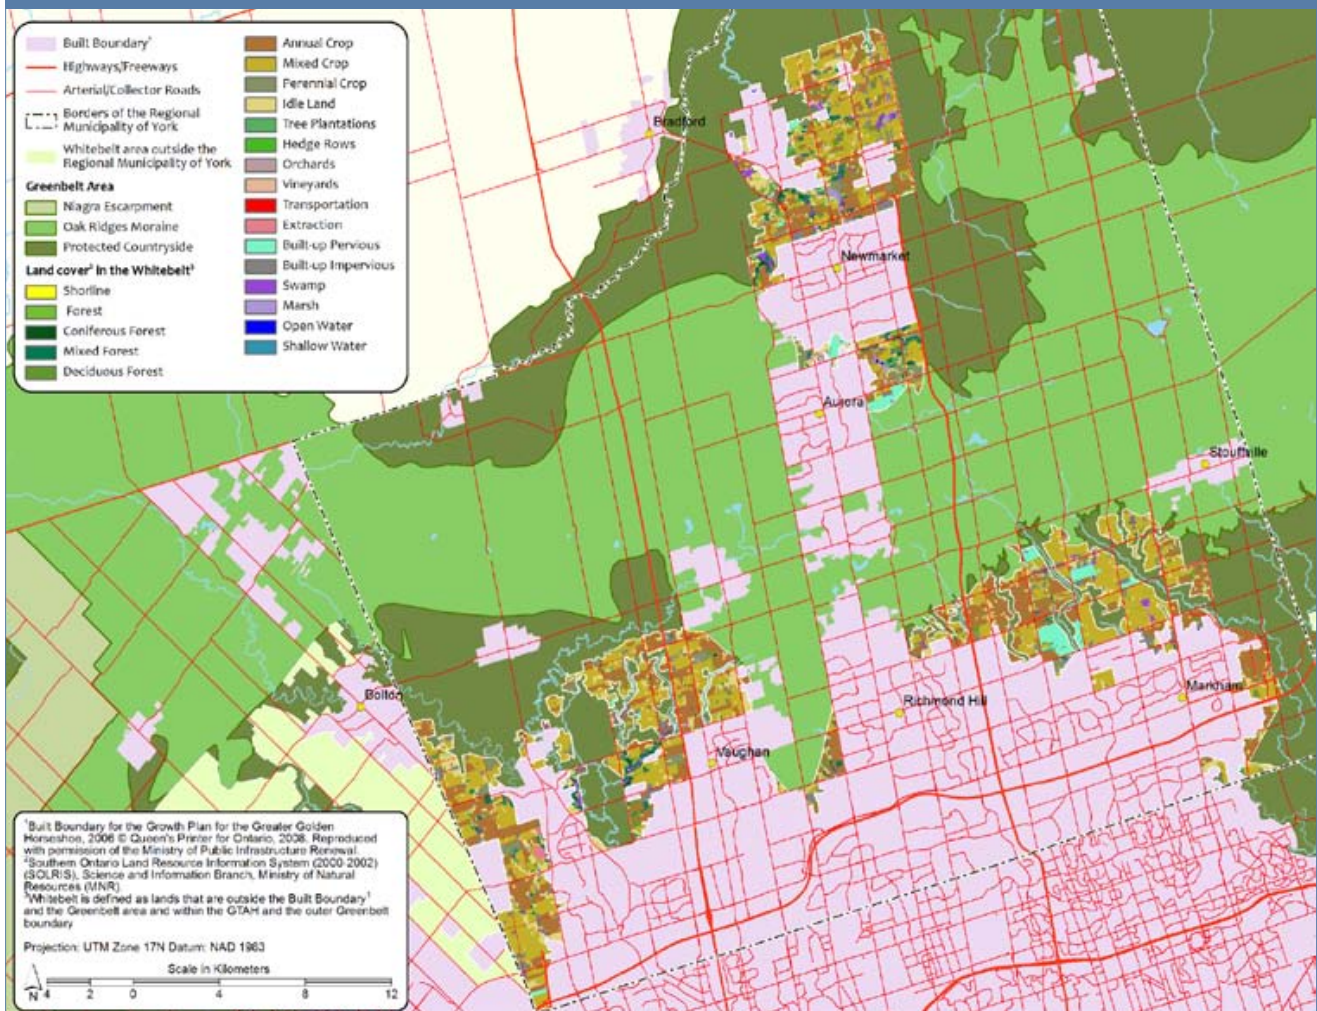 Built Boundary¹
Highways/Freeways
Arterial/Collector Roads
Borders of the Regional
Municipality of York
Whitebelt area outside the
Regional Municipality of York
Greenbelt Area
Niagra Escarpment
Oak Ridges Moraine
Protected Countryside
Land cover² in the Whitebelt³
Shorline
Forest
Coniferous Forest
Mixed Forest
Deciduous Forest
Annual Crop
Mixed Crop
Perennial Crop
Idle Land
Tree Plantations
Hedge Rows
Orchards
Vineyards
Transportation
Extraction
Built-up Pervious
Built-up Impervious
Swamp
Marsh
Open Water
Shallow Water
Bradford
Newmarket
Aurora
Stouffville
Bolton
Richmond Hill
Markham
Vaughan
¹Built Boundary for the Growth Plan for the Greater Golden
Horseshoe, 2006 © Queen's Printer for Ontario, 2008. Reproduced
with permission of the Ministry of Public Infrastructure Renewal.
²Southern Ontario Land Resource Information System (2000-2002)
(SOLRIS), Science and Information Branch, Ministry of Natural
Resources (MNR).
³Whitebelt is defined as lands that are outside the Built Boundary¹
and the Greenbelt area and within the GTAH and the outer Greenbelt
boundary
Projection: UTM Zone 17N Datum: NAD 1983
Scale in Kilometers
N 4 2 0 4 8 12